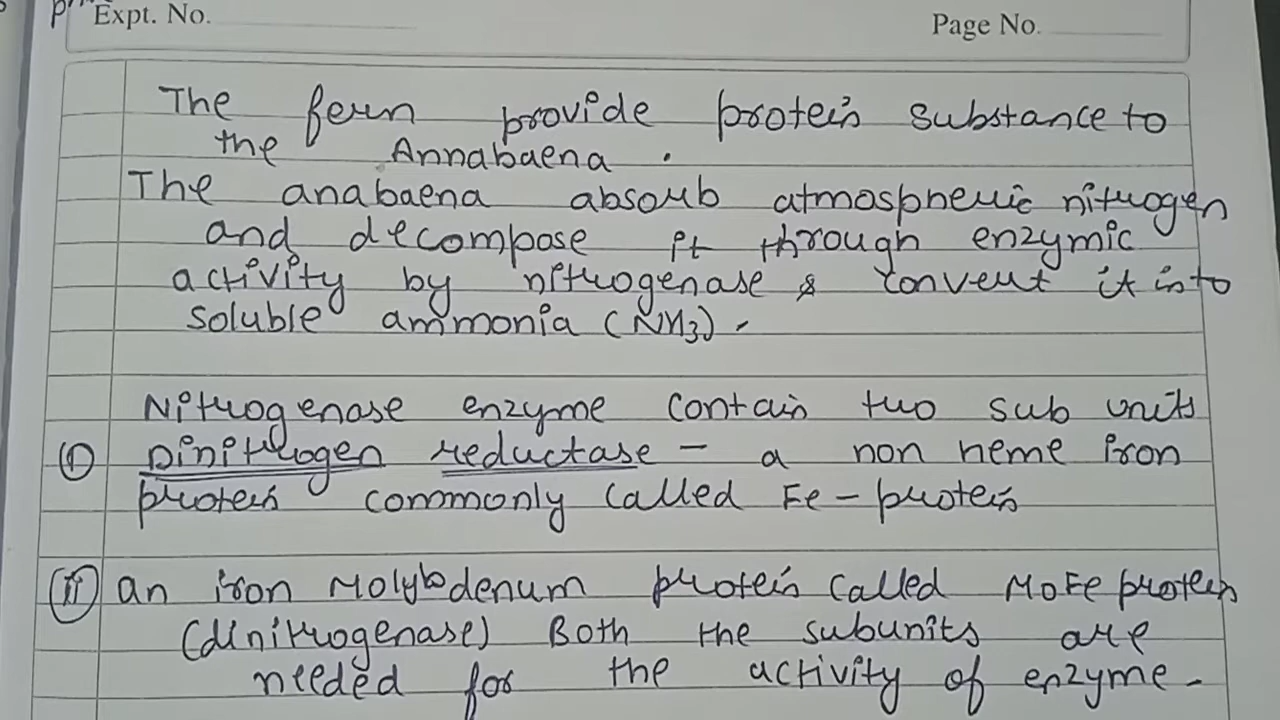 Expt. No.
Page No.
The fern provide protein substance to
the Annabaena .
The anabaena absorb atmospheric nitrogen
and decompose it through enzymic
activity by nitrogenase & convert it into
soluble ammonia (NH3).
Nitrogenase enzyme contain two sub units
(i) Dinitrogen reductase - a non heme iron
protein commonly called Fe-protein
(ii) an iron Molybdenum protein called MoFe protein
(dinitrogenase) Both the subunits are
needed for the activity of enzyme.